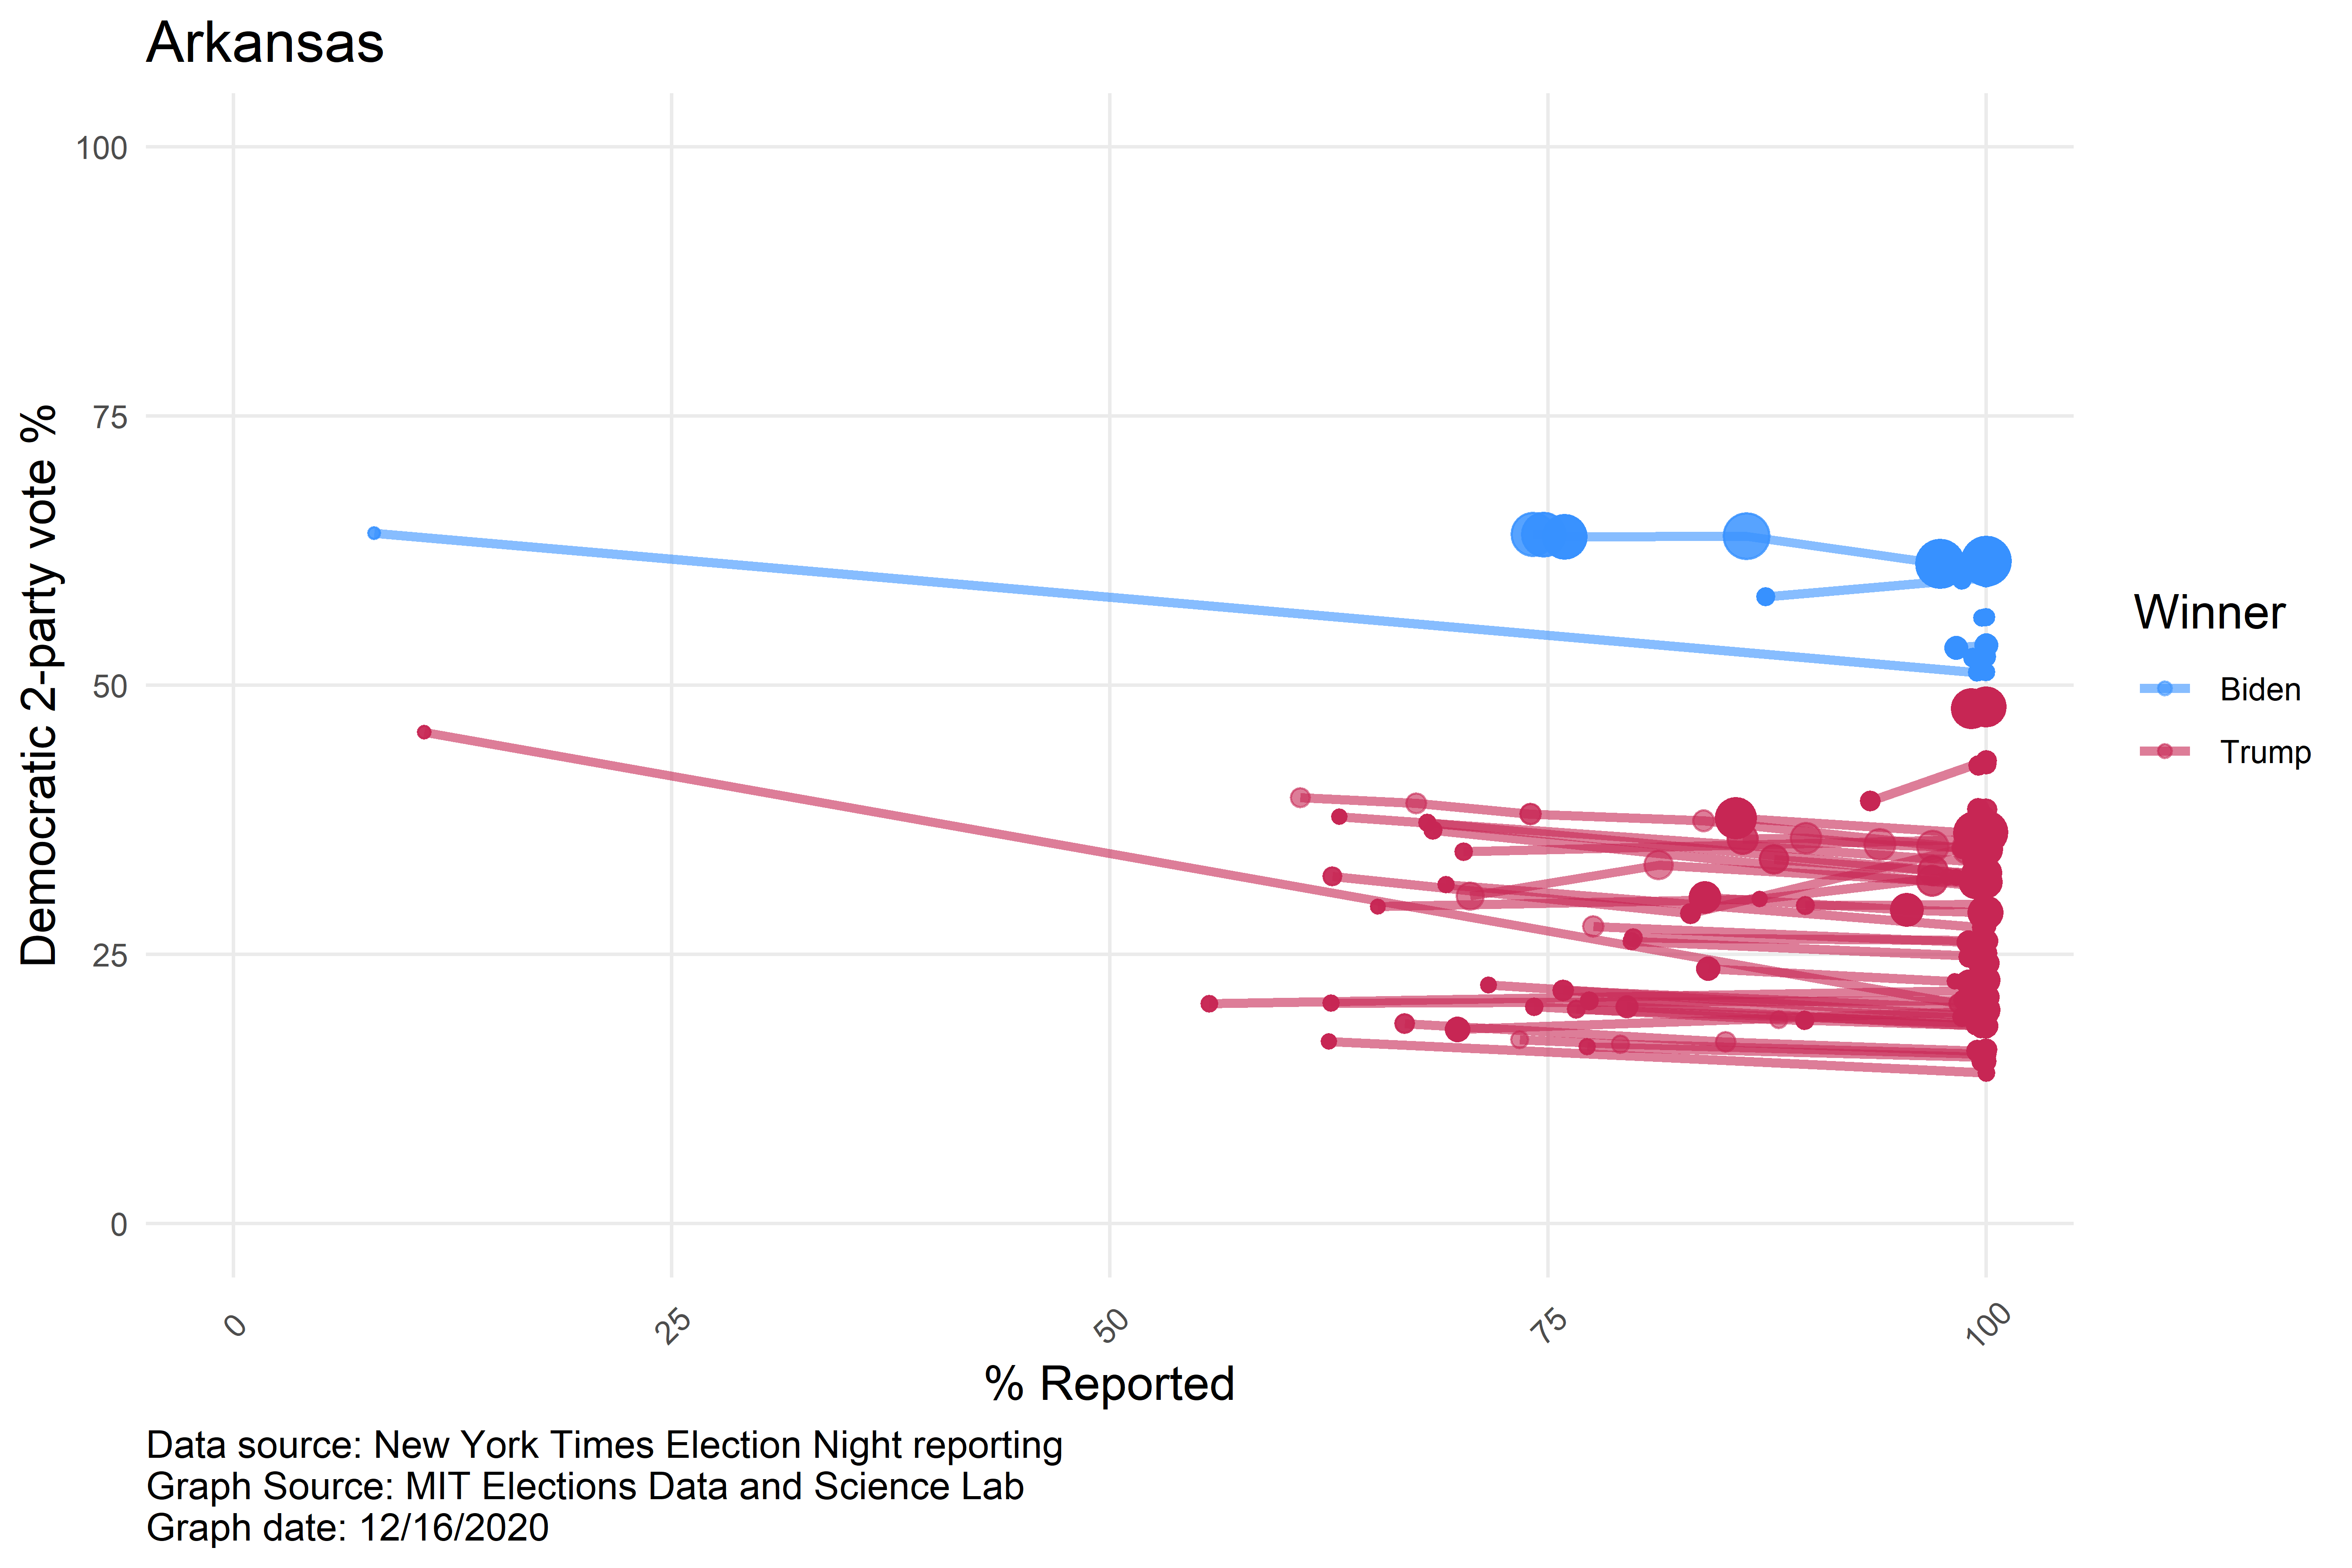 Arkansas
100
75
50
25
0
Democratic 2-party vote %
0
25
50
75
100
% Reported
Winner
Biden
Trump
Data source: New York Times Election Night reporting
Graph Source: MIT Elections Data and Science Lab
Graph date: 12/16/2020